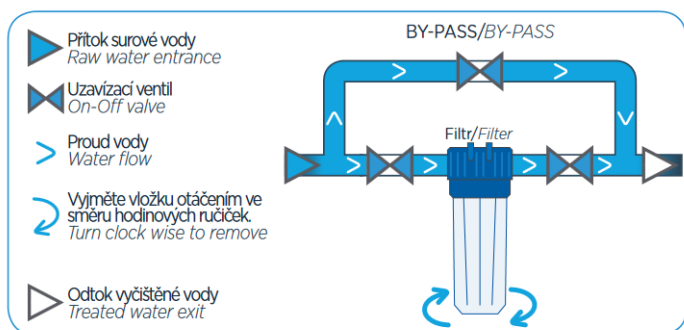 Přítok surové vody
Raw water entrance
Uzavízací ventil
On-Off valve
Proud vody
Water flow
Vyjměte vložku otáčením ve
směru hodinových ručiček.
Turn clock wise to remove
Odtok vyčištěné vody
Treated water exit
BY-PASS/BY-PASS
Filtr/Filter